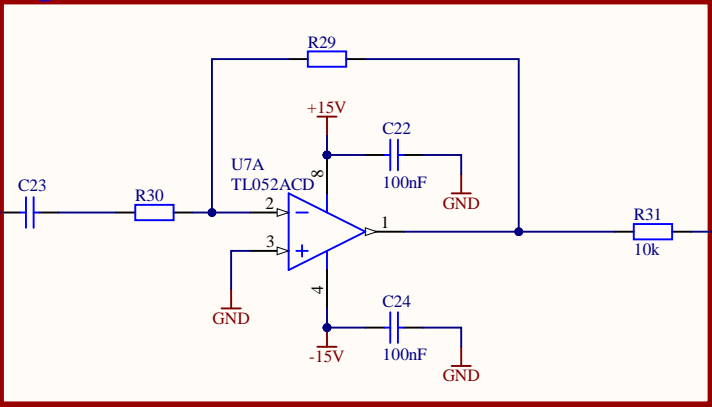 R29
+15V
C22
100nF
GND
U7A
TL052ACD
8
C23
R30
2
3
1
4
GND
R31
10k
C24
100nF
-15V
GND